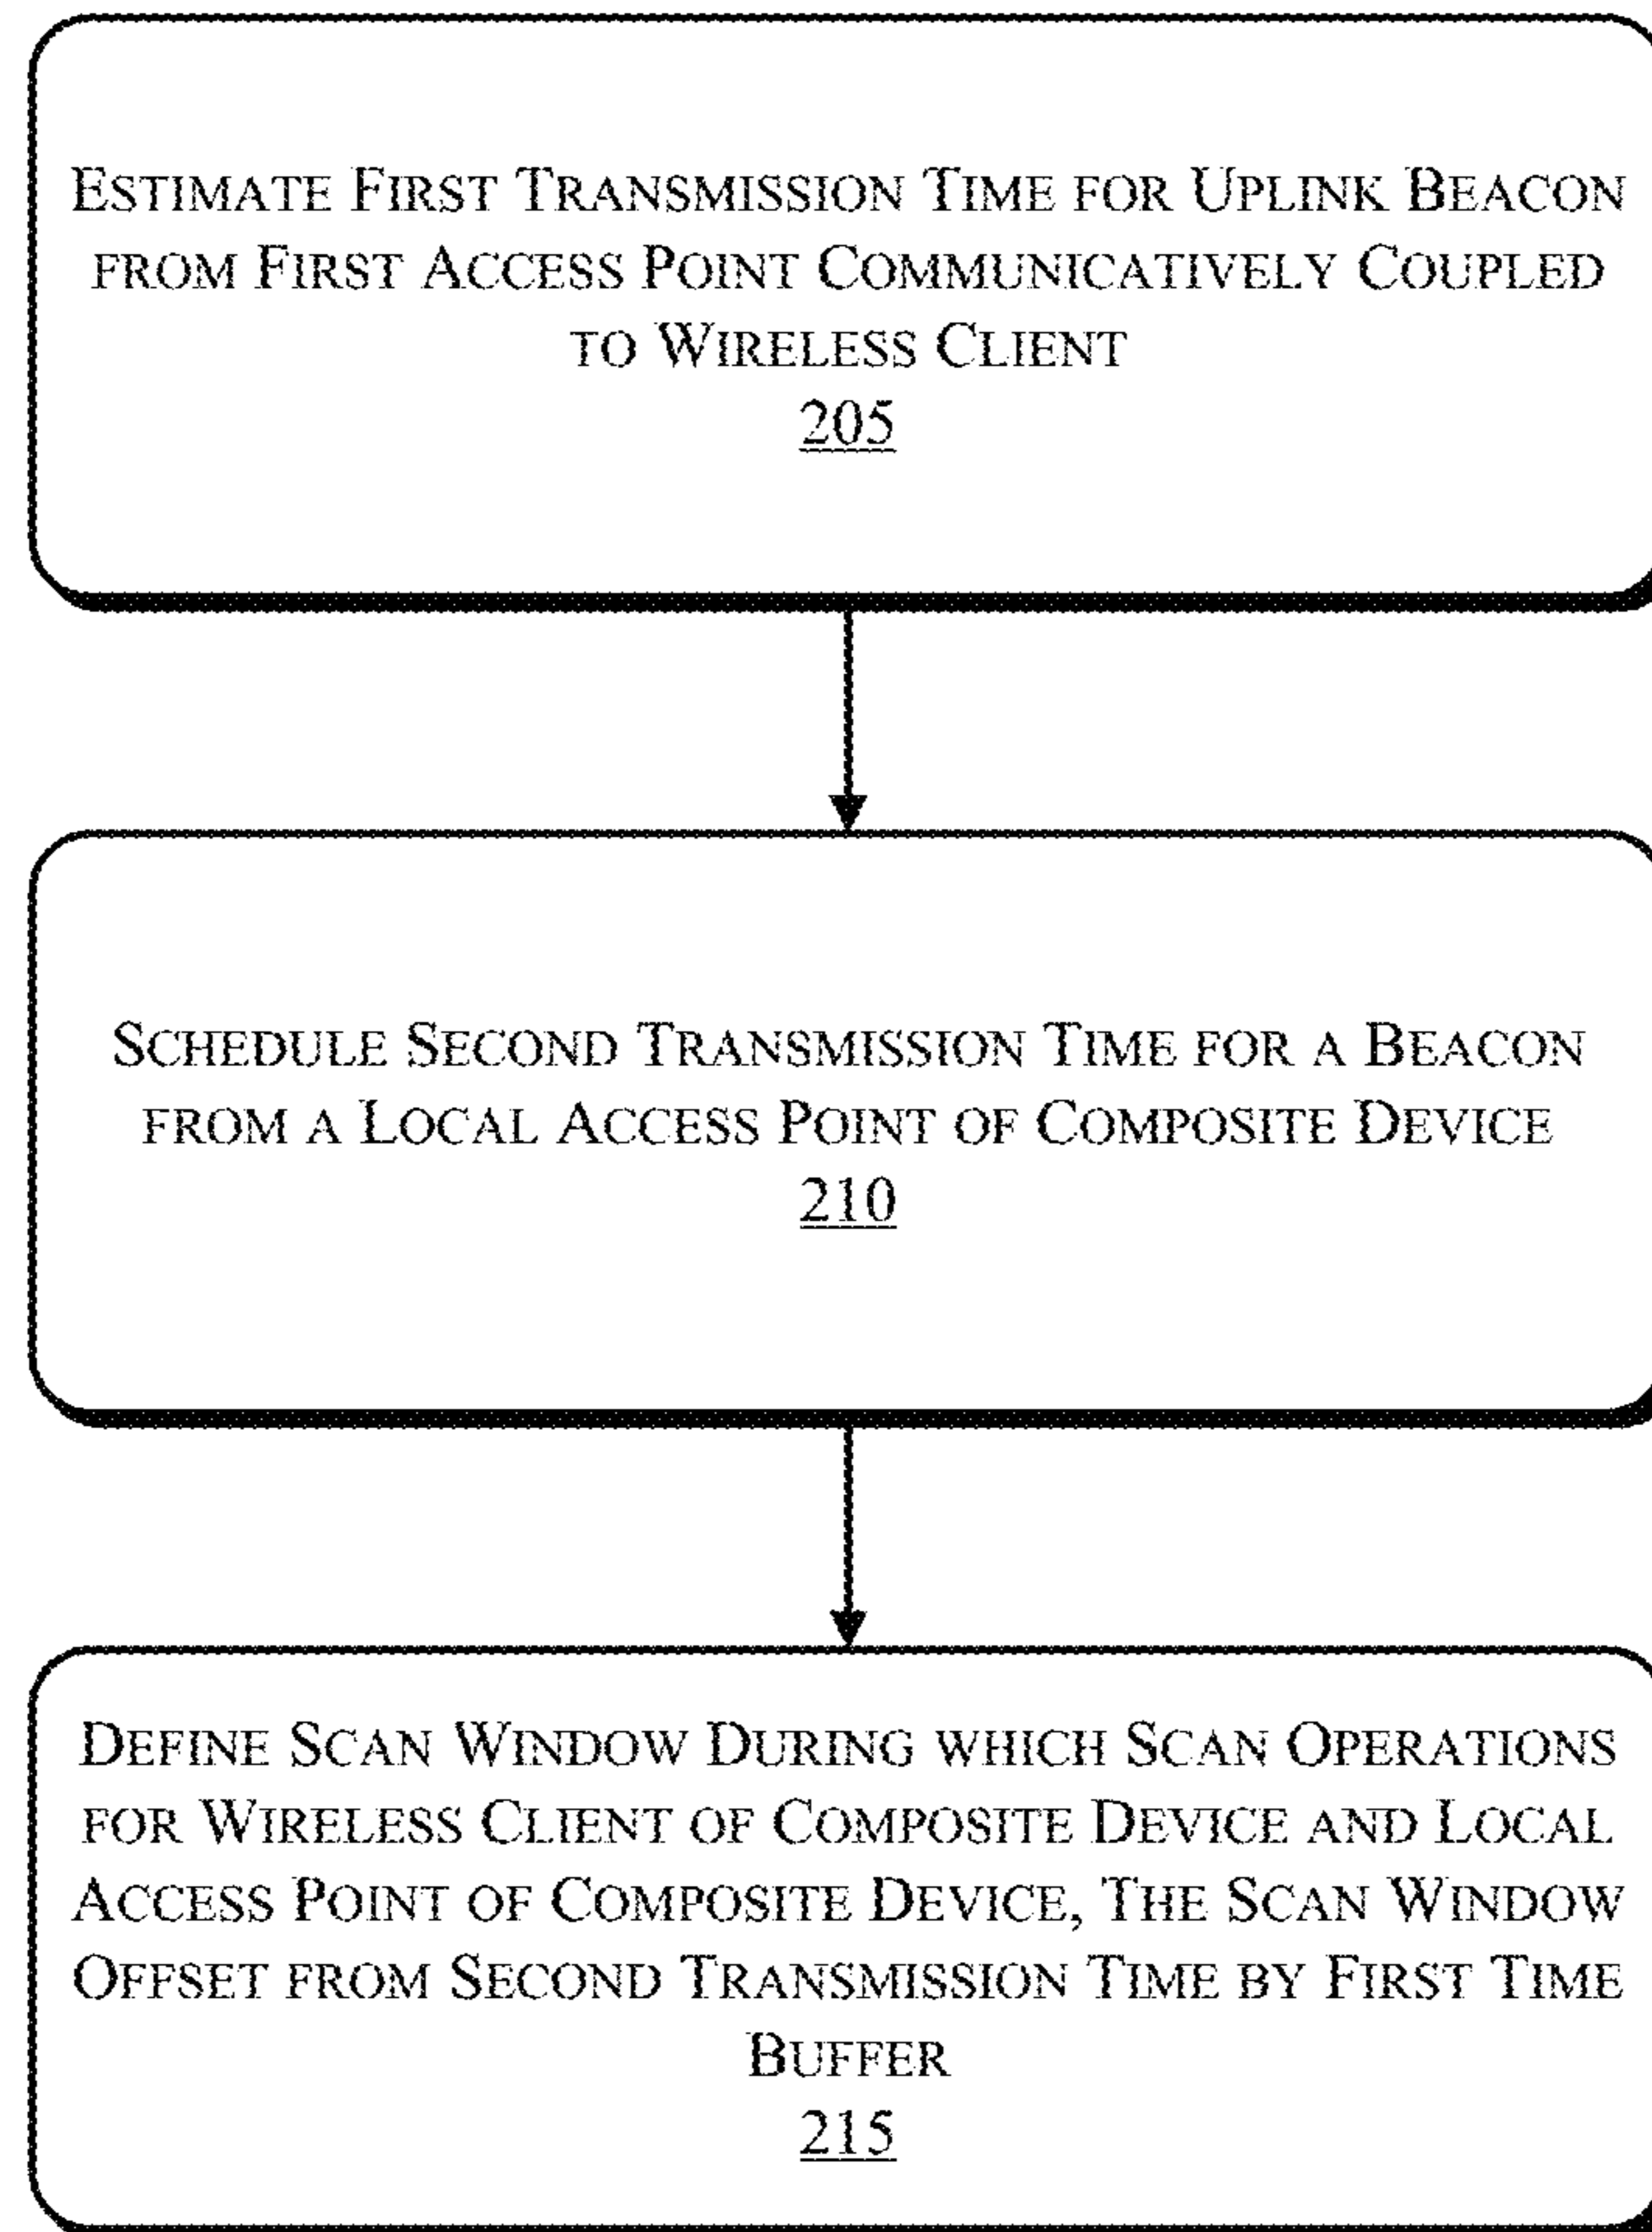 ESTIMATE FIRST TRANSMISSION TIME FOR UPLINK BEACON
FROM FIRST ACCESS POINT COMMUNICATIVELY COUPLED
TO WIRELESS CLIENT
205
SCHEDULE SECOND TRANSMISSION TIME FOR A BEACON
FROM A LOCAL ACCESS POINT OF COMPOSITE DEVICE
210
DEFINE SCAN WINDOW DURING WHICH SCAN OPERATIONS
FOR WIRELESS CLIENT OF COMPOSITE DEVICE AND LOCAL
ACCESS POINT OF COMPOSITE DEVICE, THE SCAN WINDOW
OFFSET FROM SECOND TRANSMISSION TIME BY FIRST TIME
BUFFER
215